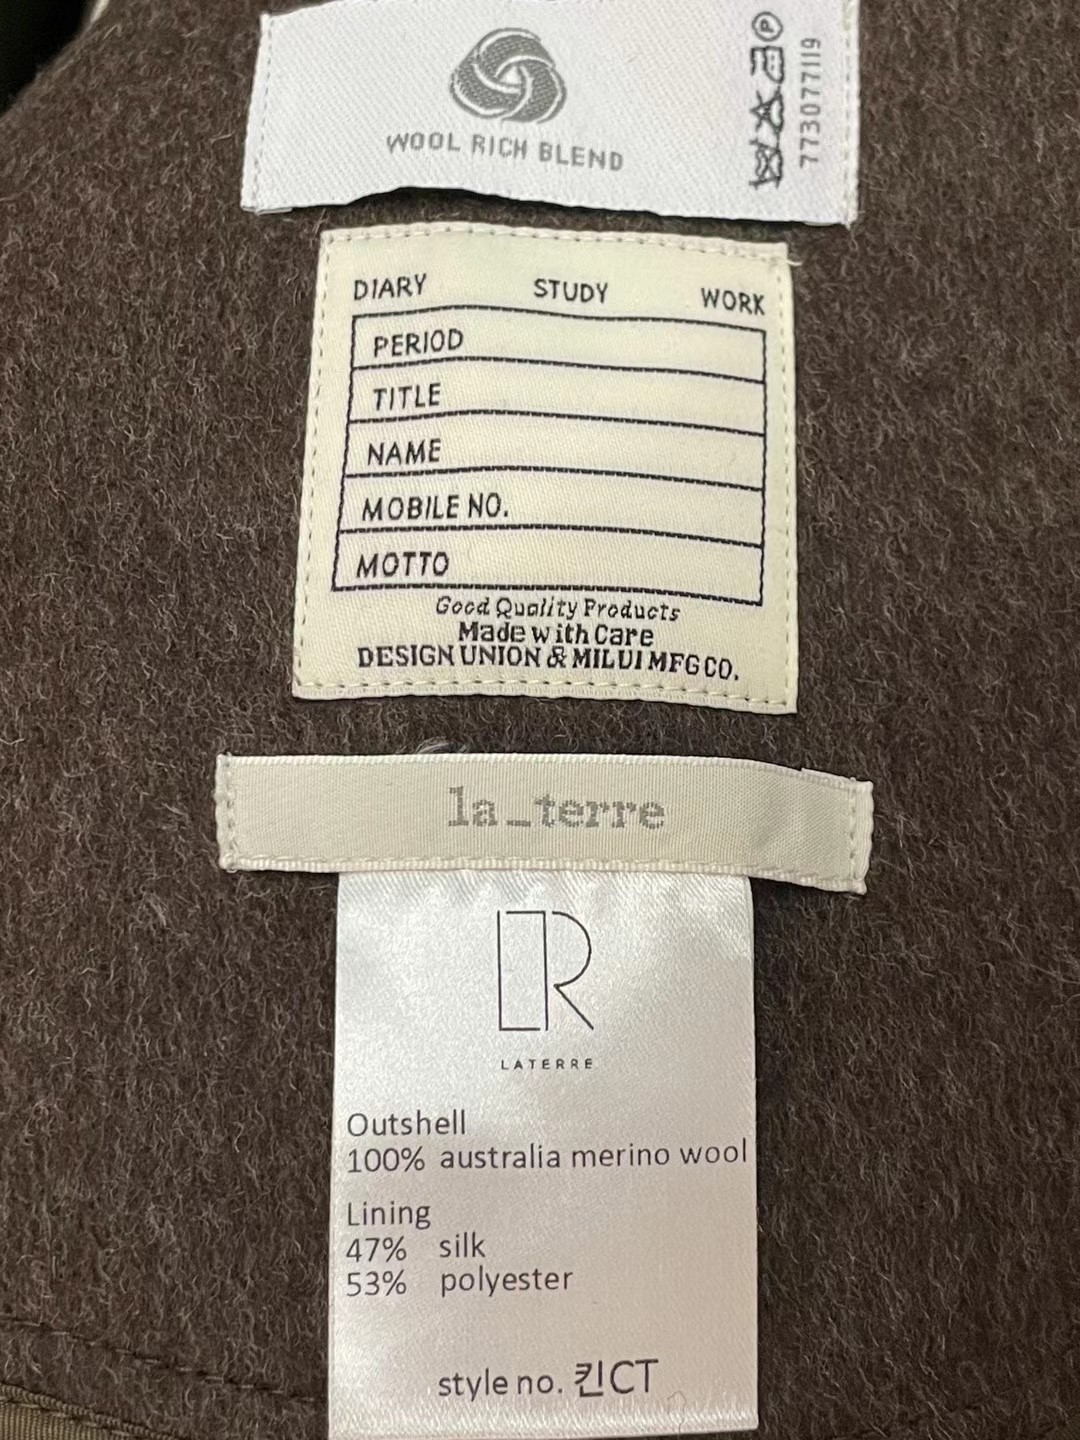 WOOL RICH BLEND
P
773077119
DIARY STUDY WORK
PERIOD
TITLE
NAME
MOBILE NO.
MOTTO
Good Quality Products
Made with Care
DESIGN UNION & MILUI MFG CO.
la_terre
LR
LATERRE
Outshell
100% australia merino wool
Lining
47% silk
53% polyester
style no. 킨CT